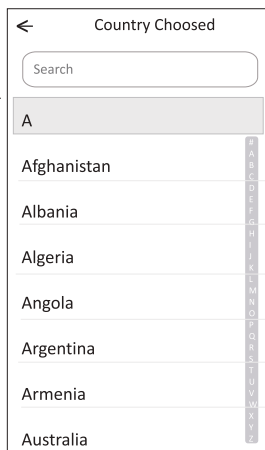 Country Choosed
Search
A
Afghanistan
Albania
Algeria
Angola
Argentina
Armenia
Australia
#
A
B
C
D
E
F
G
H
I
J
K
L
M
N
O
P
Q
R
S
T
U
V
W
X
Y
Z